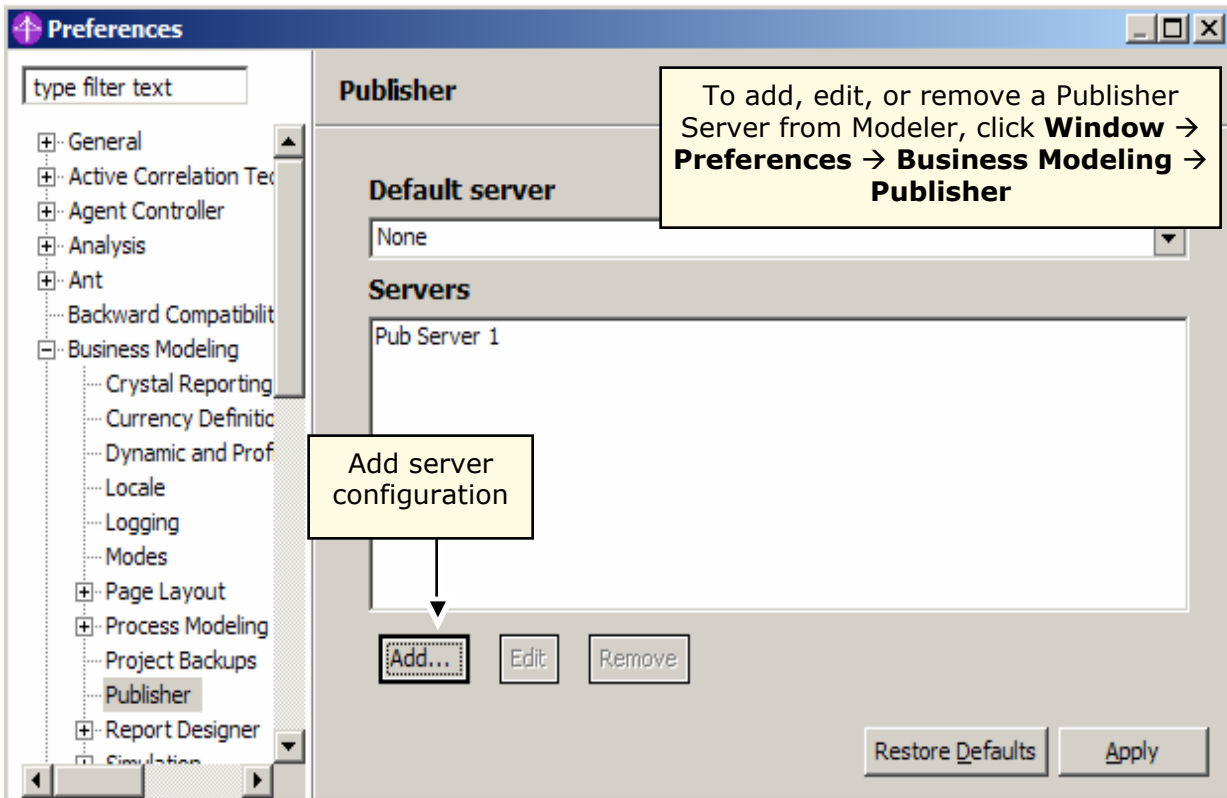 Preferences
type filter text
General
Active Correlation Tec
Agent Controller
Analysis
Ant
Backward Compatibilit
Business Modeling
Crystal Reporting
Currency Definitio
Dynamic and Prof
Locale
Logging
Modes
Page Layout
Process Modeling
Project Backups
Publisher
Report Designer
Simulation
Publisher
To add, edit, or remove a Publisher
Server from Modeler, click Window →
Preferences → Business Modeling →
Publisher
Default server
None
Servers
Pub Server 1
Add server
configuration
Add...
Edit
Remove
Restore Defaults
Apply